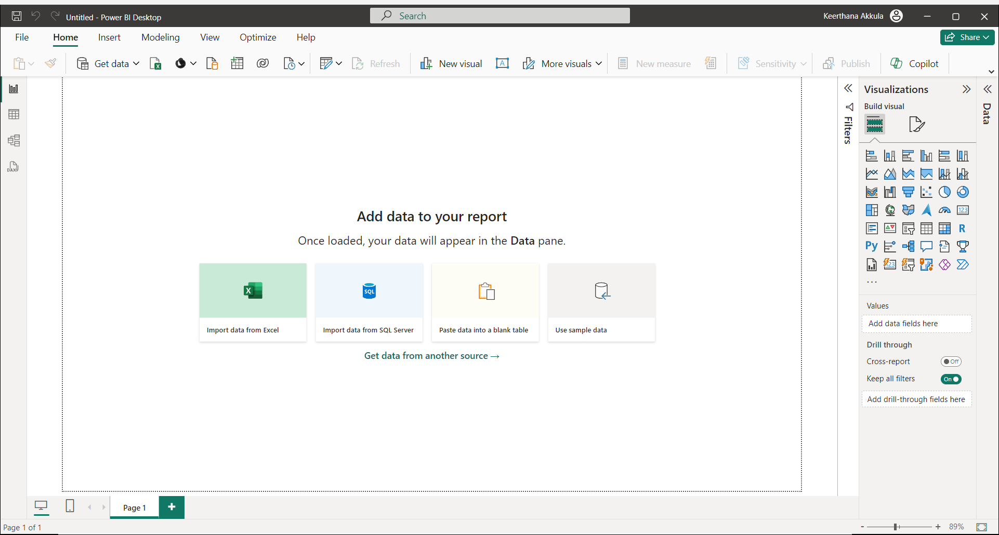 Untitled - Power BI Desktop
Search
Keerthana Akkula
File Home Insert Modeling View Optimize Help
Share
Get data
Refresh
New visual
More visuals
New measure
Sensitivity
Publish
Copilot
DAX
Add data to your report
Once loaded, your data will appear in the Data pane.
X
SQL
Import data from Excel
Import data from SQL Server
Paste data into a blank table
Use sample data
Get data from another source →
Filters
Visualizations
Build visual
123
R
Py
123
...
Values
Add data fields here
Drill through
Cross-report
Off
Keep all filters
On
Add drill-through fields here
Data
Page 1
+
Page 1 of 1
- + 89%